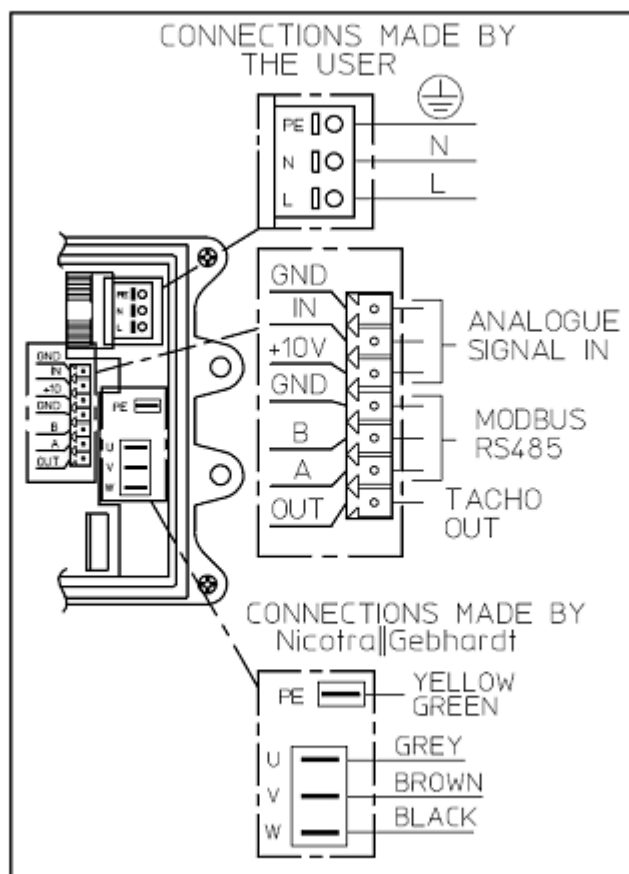 CONNECTIONS MADE BY
THE USER
PE
N
L
N
L
PE
N
L
GND
IN
+10
GND
B
A
OUT
PE
U
V
W
GND
IN
+10V
GND
B
A
OUT
ANALOGUE
SIGNAL IN
MODBUS
RS485
TACHO
OUT
CONNECTIONS MADE BY
Nicotra||Gebhardt
PE
YELLOW
GREEN
U
GREY
V
BROWN
W
BLACK